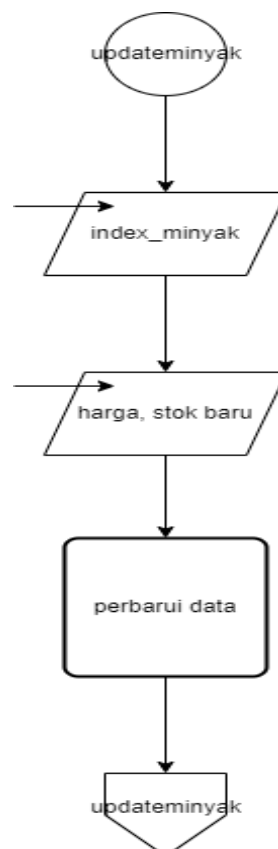 updateminyak
index_minyak
harga, stok baru
perbarui data
updateminyak